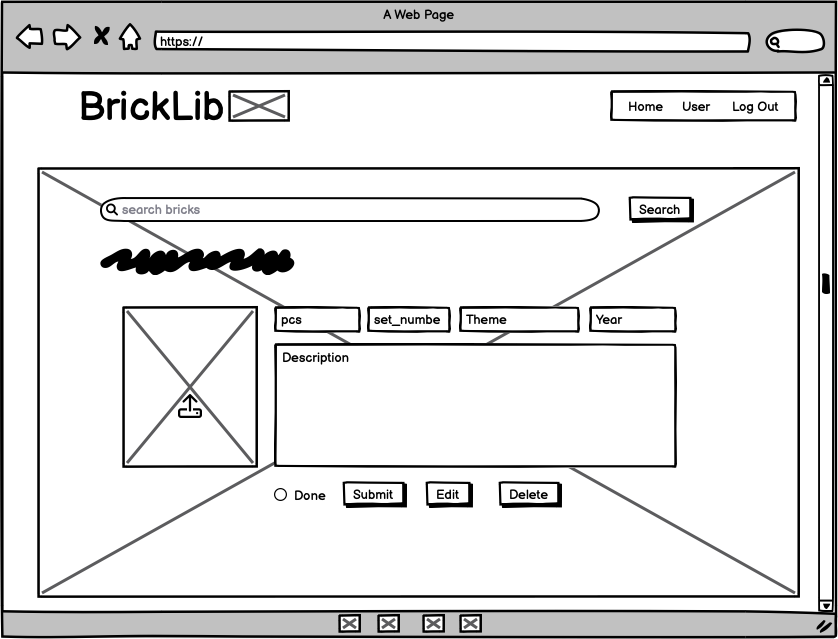 A Web Page
https://
BrickLib
Home User Log Out
search bricks
Search
pcs set_numbe Theme Year
Description
Done Submit Edit Delete